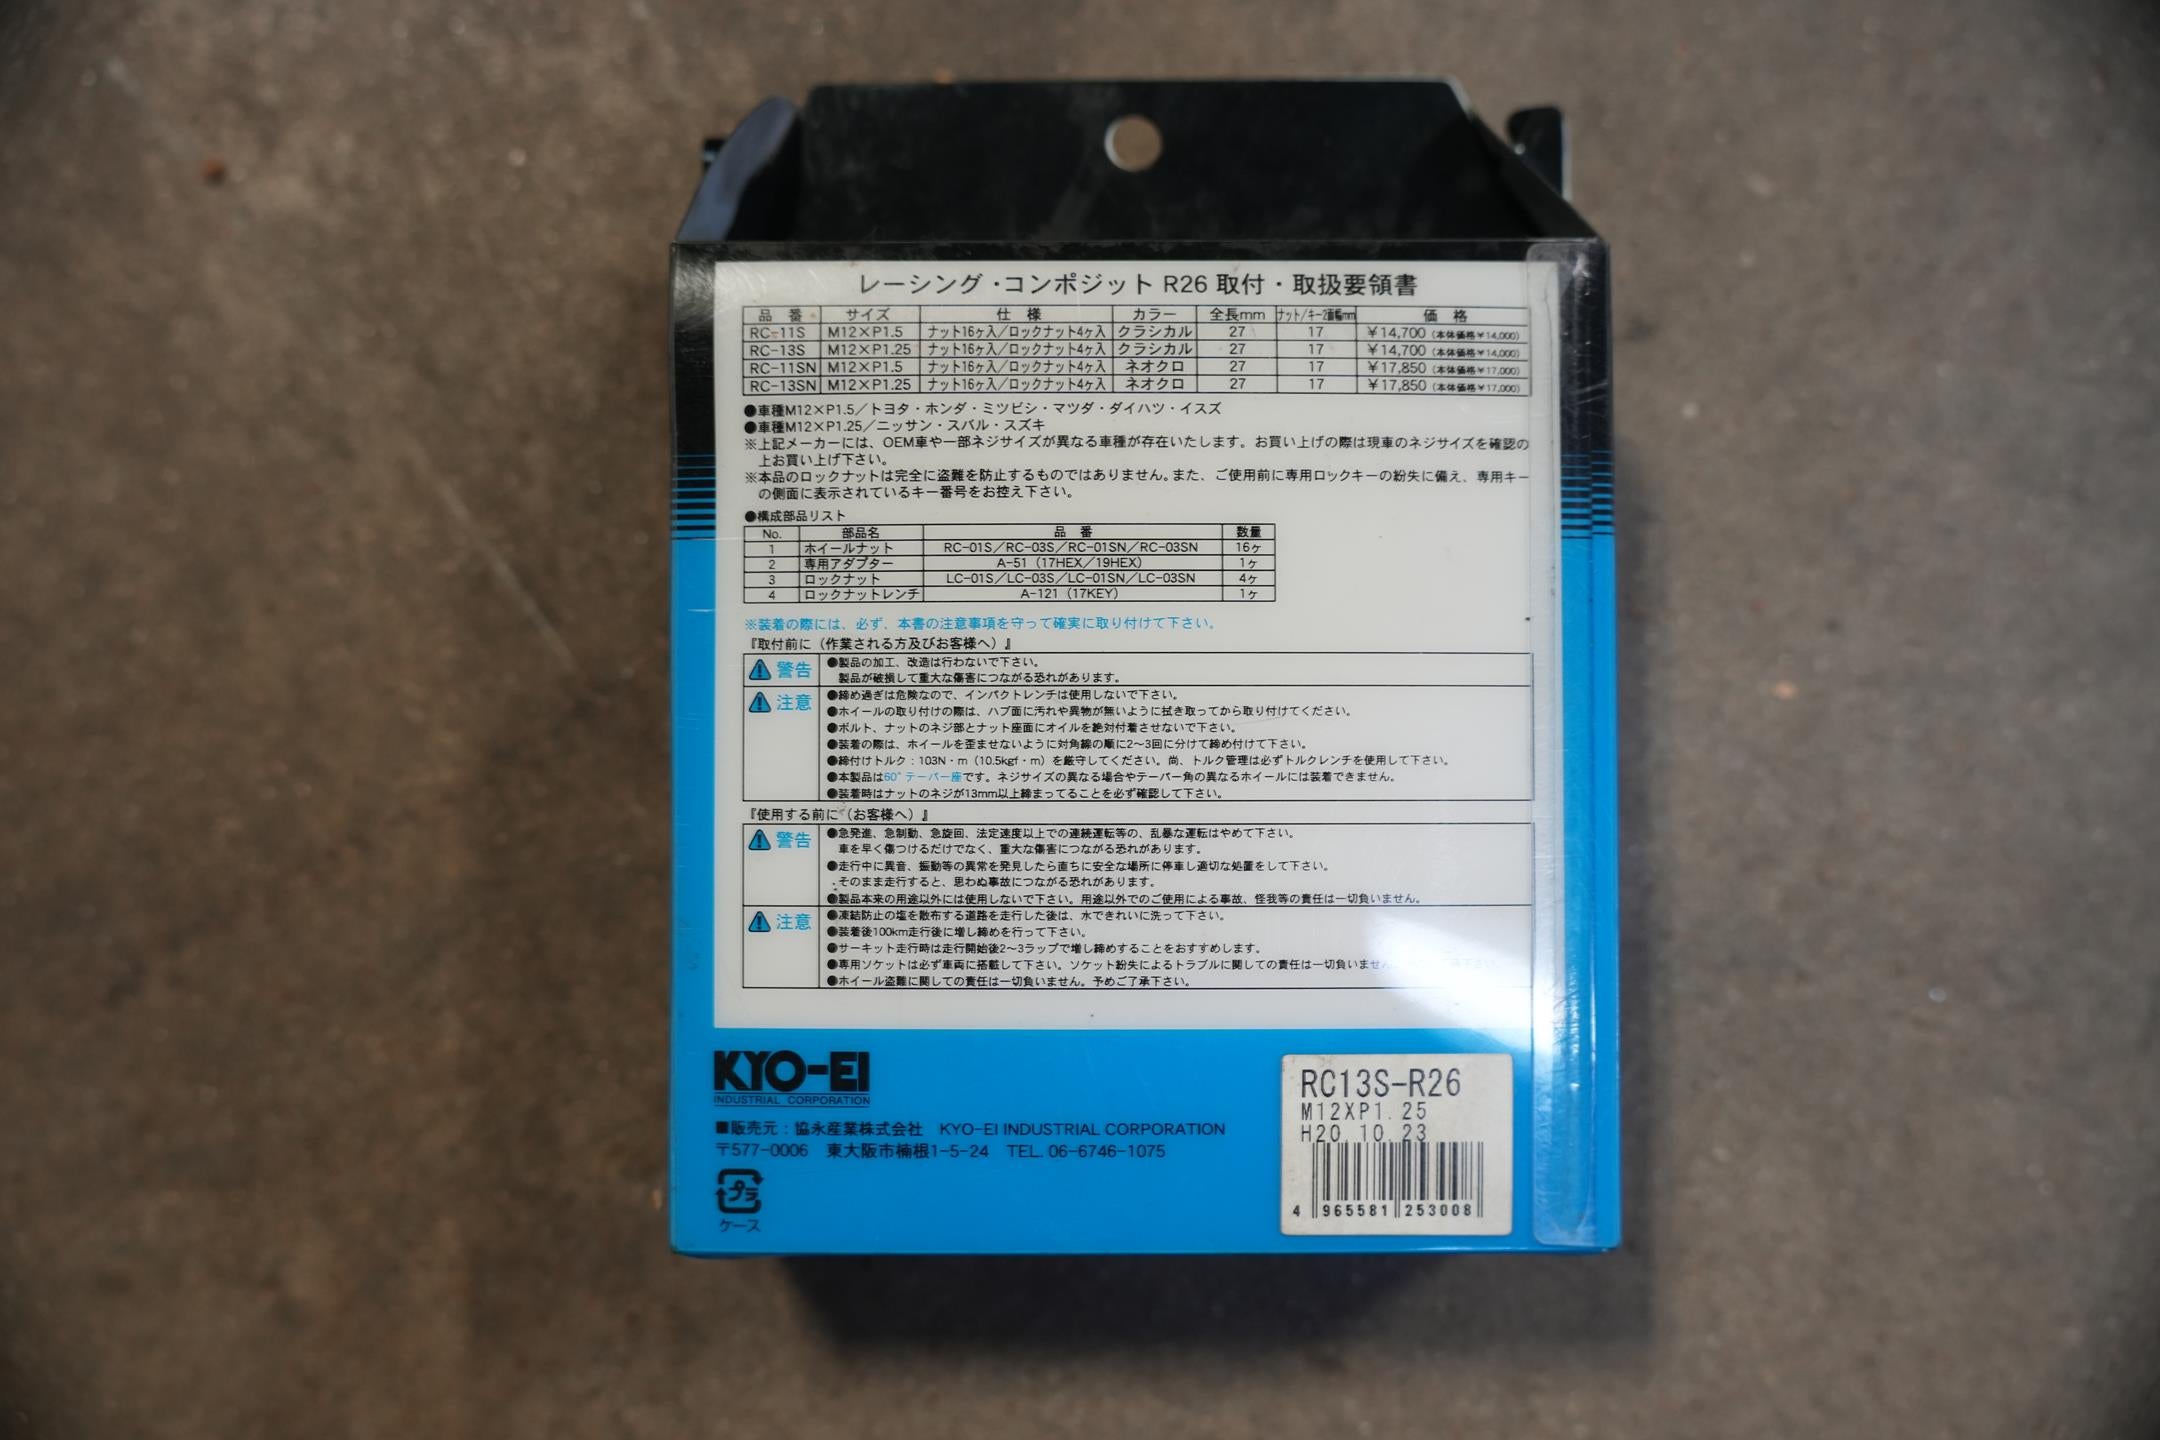 レーシング・コンポジット R26 取付・取扱要領書
品 番 サイズ 仕 様 カラー 全長mm ナット/キー2面幅mm 価 格
RC-11S M12×P1.5 ナット16ヶ入/ロックナット4ヶ入 クラシカル 27 17 ¥14,700 (本体価格¥14,000)
RC-13S M12×P1.25 ナット16ヶ入/ロックナット4ヶ入 クラシカル 27 17 ¥14,700 (本体価格¥14,000)
RC-11SN M12×P1.5 ナット16ヶ入/ロックナット4ヶ入 ネオクロ 27 17 ¥17,850 (本体価格¥17,000)
RC-13SN M12×P1.25 ナット16ヶ入/ロックナット4ヶ入 ネオクロ 27 17 ¥17,850 (本体価格¥17,000)
●車種M12×P1.5/トヨタ・ホンダ・ミツビシ・マツダ・ダイハツ・イスズ
●車種M12×P1.25/ニッサン・スバル・スズキ
※上記メーカーには、OEM車や一部ネジサイズが異なる車種が存在いたします。お買い上げの際は現車のネジサイズを確認の
上お買い上げ下さい。
※本品のロックナットは完全に盗難を防止するものではありません。また、ご使用前に専用ロックキーの紛失に備え、専用キー
の側面に表示されているキー番号をお控え下さい。
●構成部品リスト
No. 部品名 品 番 数量
1 ホイールナット RC-01S/RC-03S/RC-01SN/RC-03SN 16ヶ
2 専用アダプター A-51 (17HEX/19HEX) 1ヶ
3 ロックナット LC-01S/LC-03S/LC-01SN/LC-03SN 4ヶ
4 ロックナットレンチ A-121 (17KEY) 1ヶ
※装着の際には、必ず、本書の注意事項を守って確実に取り付けて下さい。
『取付前に(作業される方及びお客様へ)』
警告 ●製品の加工、改造は行わないで下さい。
製品が破損して重大な傷害につながる恐れがあります。
注意 ●締め過ぎは危険なので、インパクトレンチは使用しないで下さい。
●ホイールの取り付けの際は、ハブ面に汚れや異物が無いように拭き取ってから取り付けてください。
●ボルト、ナットのネジ部とナット座面にオイルを絶対付着させないで下さい。
●装着の際は、ホイールを歪ませないように対角線の順に2〜3回に分けて締め付けて下さい。
●締付けトルク:103N・m (10.5kgf・m) を厳守してください。尚、トルク管理は必ずトルクレンチを使用して下さい。
●本製品は60°テーパー座です。ネジサイズの異なる場合やテーパー角の異なるホイールには装着できません。
●装着時はナットのネジが13mm以上締まってることを必ず確認して下さい。
『使用する前に(お客様へ)』
警告 ●急発進、急制動、急旋回、法定速度以上での連続運転等の、乱暴な運転はやめて下さい。
車を早く傷つけるだけでなく、重大な傷害につながる恐れがあります。
●走行中に異音、振動等の異常を発見したら直ちに安全な場所に停車し適切な処置をして下さい。
そのまま走行すると、思わぬ事故につながる恐れがあります。
●製品本来の用途以外には使用しないで下さい。用途以外でのご使用による事故、怪我等の責任は一切負いません。
注意 ●凍結防止の塩を散布する道路を走行した後は、水できれいに洗って下さい。
●装着後100km走行後に増し締めを行って下さい。
●サーキット走行時は走行開始後2〜3ラップで増し締めすることをおすすめします。
●専用ソケットは必ず車両に搭載して下さい。ソケット紛失によるトラブルに関しての責任は一切負いません
●ホイール盗難に関しての責任は一切負いません。予めご了承下さい。
KYO-EI
INDUSTRIAL CORPORATION
■販売元:協永産業株式会社 KYO-EI INDUSTRIAL CORPORATION
〒577-0006 東大阪市楠根1-5-24 TEL. 06-6746-1075
プラ
ケース
RC13S-R26
M12XP1.25
H20.10.23
4 965581 253008